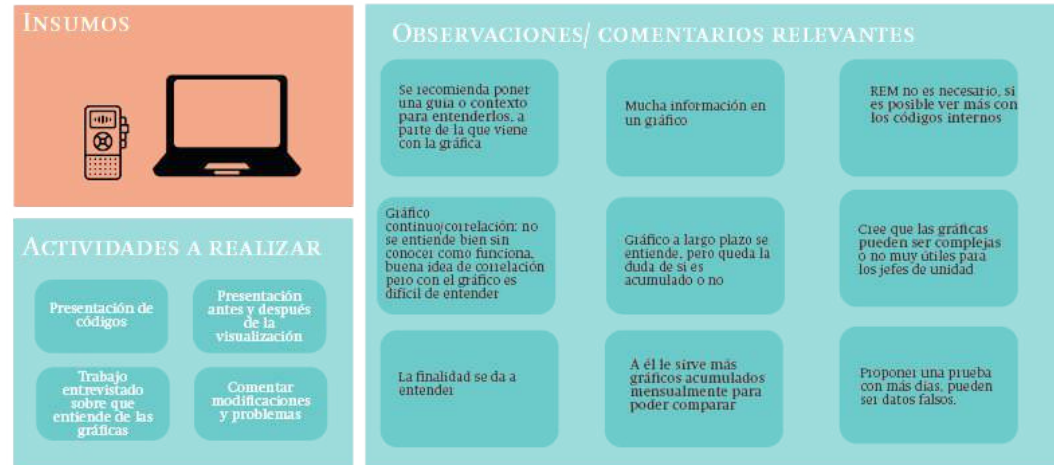 INSUMOS
OBSERVACIONES/ COMENTARIOS RELEVANTES
Se recomienda poner
una guía o contexto
para entenderlos, a
parte de la que viene
con la gráfica
Mucha información en
un gráfico
REM no es necesario, si
es posible ver más con
los códigos internos
Gráfico
continuo/correlación: no
se entiende bien sin
conocer como funciona,
buena idea de correlación
pero con el gráfico es
difícil de entender
Gráfico a largo plazo se
entiende, pero queda la
duda de si es
acumulado o no
Cree que las gráficas
pueden ser complejas
o no muy útiles para
los jefes de unidad
La finalidad se da a
entender
A él le sirve más
gráficos acumulados
mensualmente para
poder comparar
Proponer una prueba
con más días, pueden
ser datos falsos.
ACTIVIDADES A REALIZAR
Presentación de
códigos
Presentación
antes y después
de la
visualización
Trabajo
entrevistado
sobre que
entiende de las
gráficas
Comentar
modificaciones
y problemas